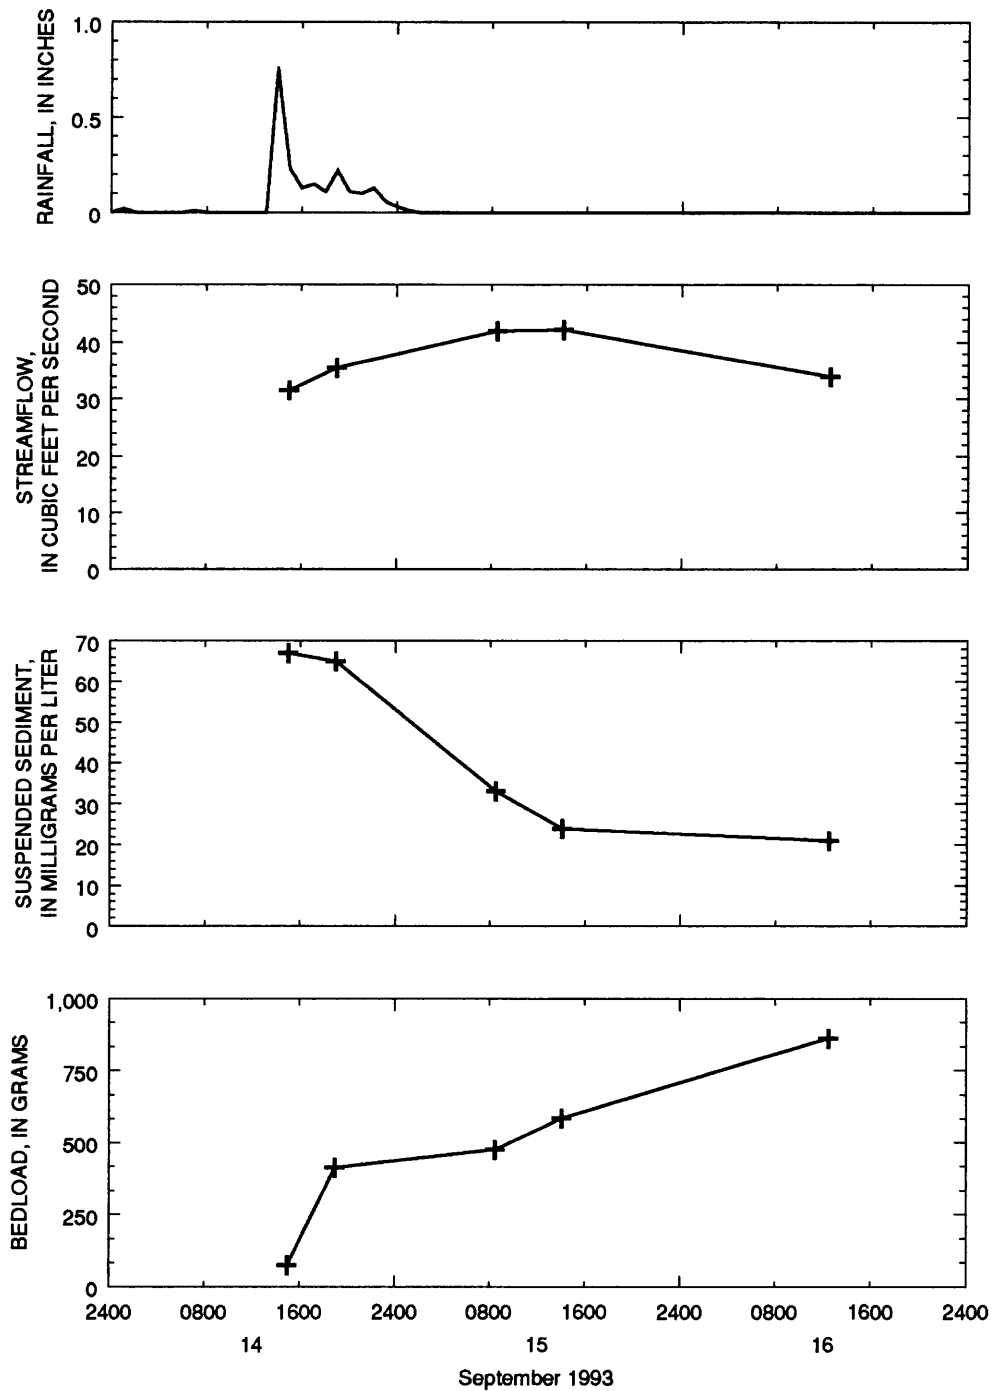 RAINFALL, IN INCHES
1.0
0.5
0
STREAMFLOW,
IN CUBIC FEET PER SECOND
50
40
30
20
10
0
SUSPENDED SEDIMENT,
IN MILLIGRAMS PER LITER
70
60
50
40
30
20
10
0
BEDLOAD, IN GRAMS
1,000
750
500
250
0
2400 0800 1600 2400 0800 1600 2400 0800 1600 2400
14 15 16
September 1993